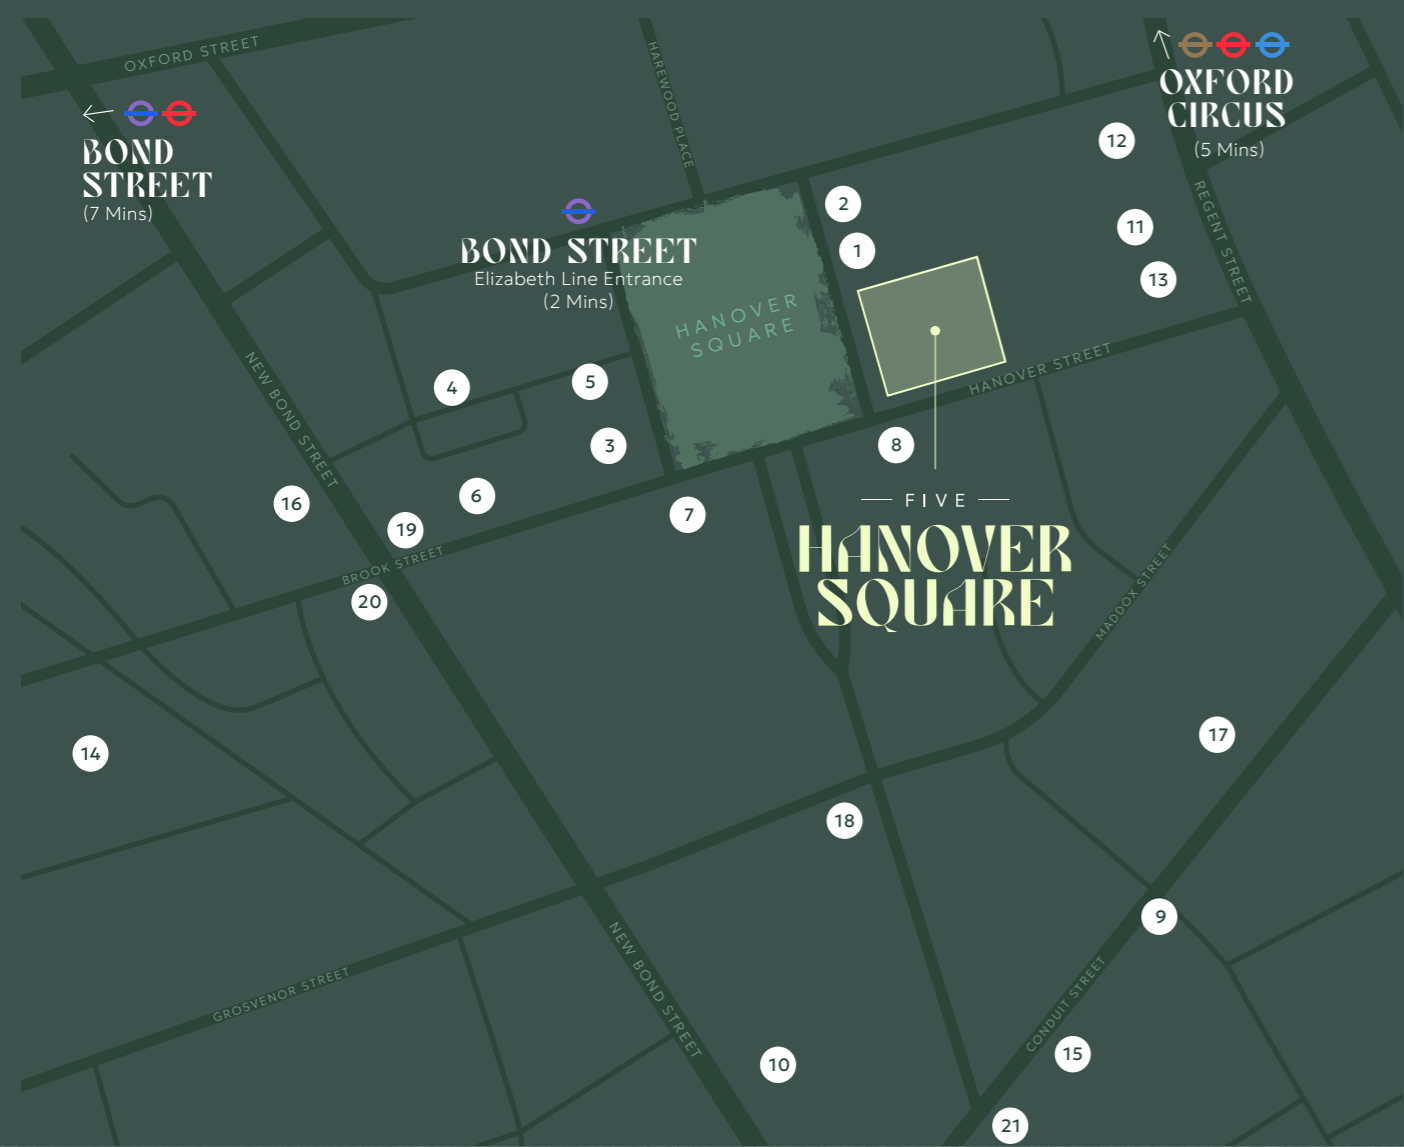 OXFORD STREET
HAREWOOD PLACE
OXFORD
CIRCUS
(5 Mins)
BOND
STREET
(7 Mins)
12
2
REGENT STREET
11
BOND STREET
Elizabeth Line Entrance
(2 Mins)
1
13
HANOVER
SQUARE
HANOVER STREET
NEW BOND STREET
4
5
3
8
16
6
FIVE
HANOVER
SQUARE
7
19
BROOK STREET
20
MADDOX STREET
14
17
18
9
GROSVENOR STREET
NEW BOND STREET
CONDUIT STREET
10
15
21